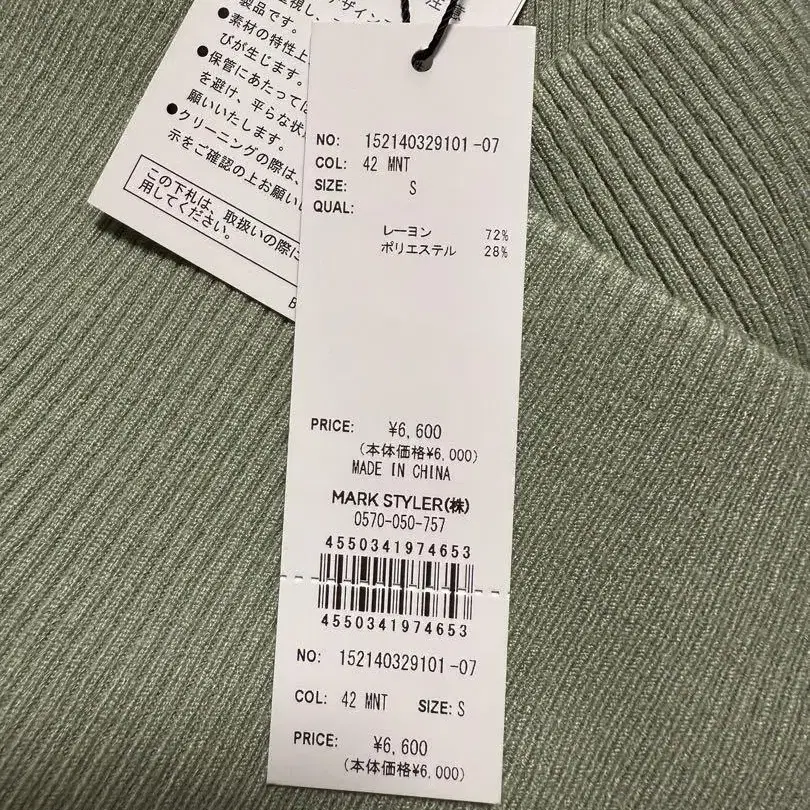 製品です。
●素材の特性上
びが生じます。
●保管にあたっては
を避け、平らな状
願いいたします。
●クリーニングの際は、
示をご確認の上お願い
この下札は、取扱いの際に
用してください。
NO: 152140329101-07
COL: 42 MNT
SIZE: S
QUAL:
レーヨン 72%
ポリエステル 28%
PRICE: ¥6,600
(本体価格¥6,000)
MADE IN CHINA
MARK STYLER(株)
0570-050-757
4550341974653
4550341974653
NO: 152140329101-07
COL: 42 MNT SIZE: S
PRICE: ¥6,600
(本体価格¥6,000)